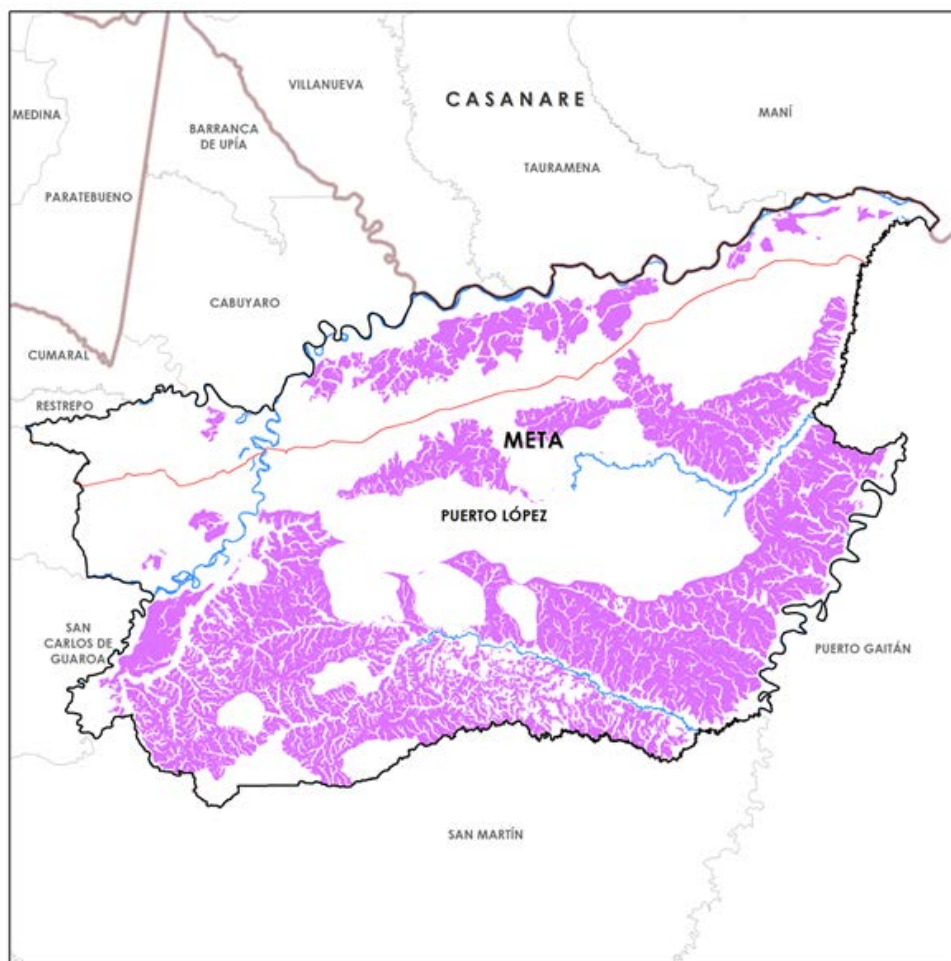 VILLANUEVA
CASANARE
MEDINA
MANÍ
BARRANCA
DE UPÍA
TAURAMENA
PARATEBUENO
CABUYARO
CUMARAL
RESTREPO
META
PUERTO LÓPEZ
SAN
CARLOS DE
GUAROA
PUERTO GAITÁN
SAN MARTÍN